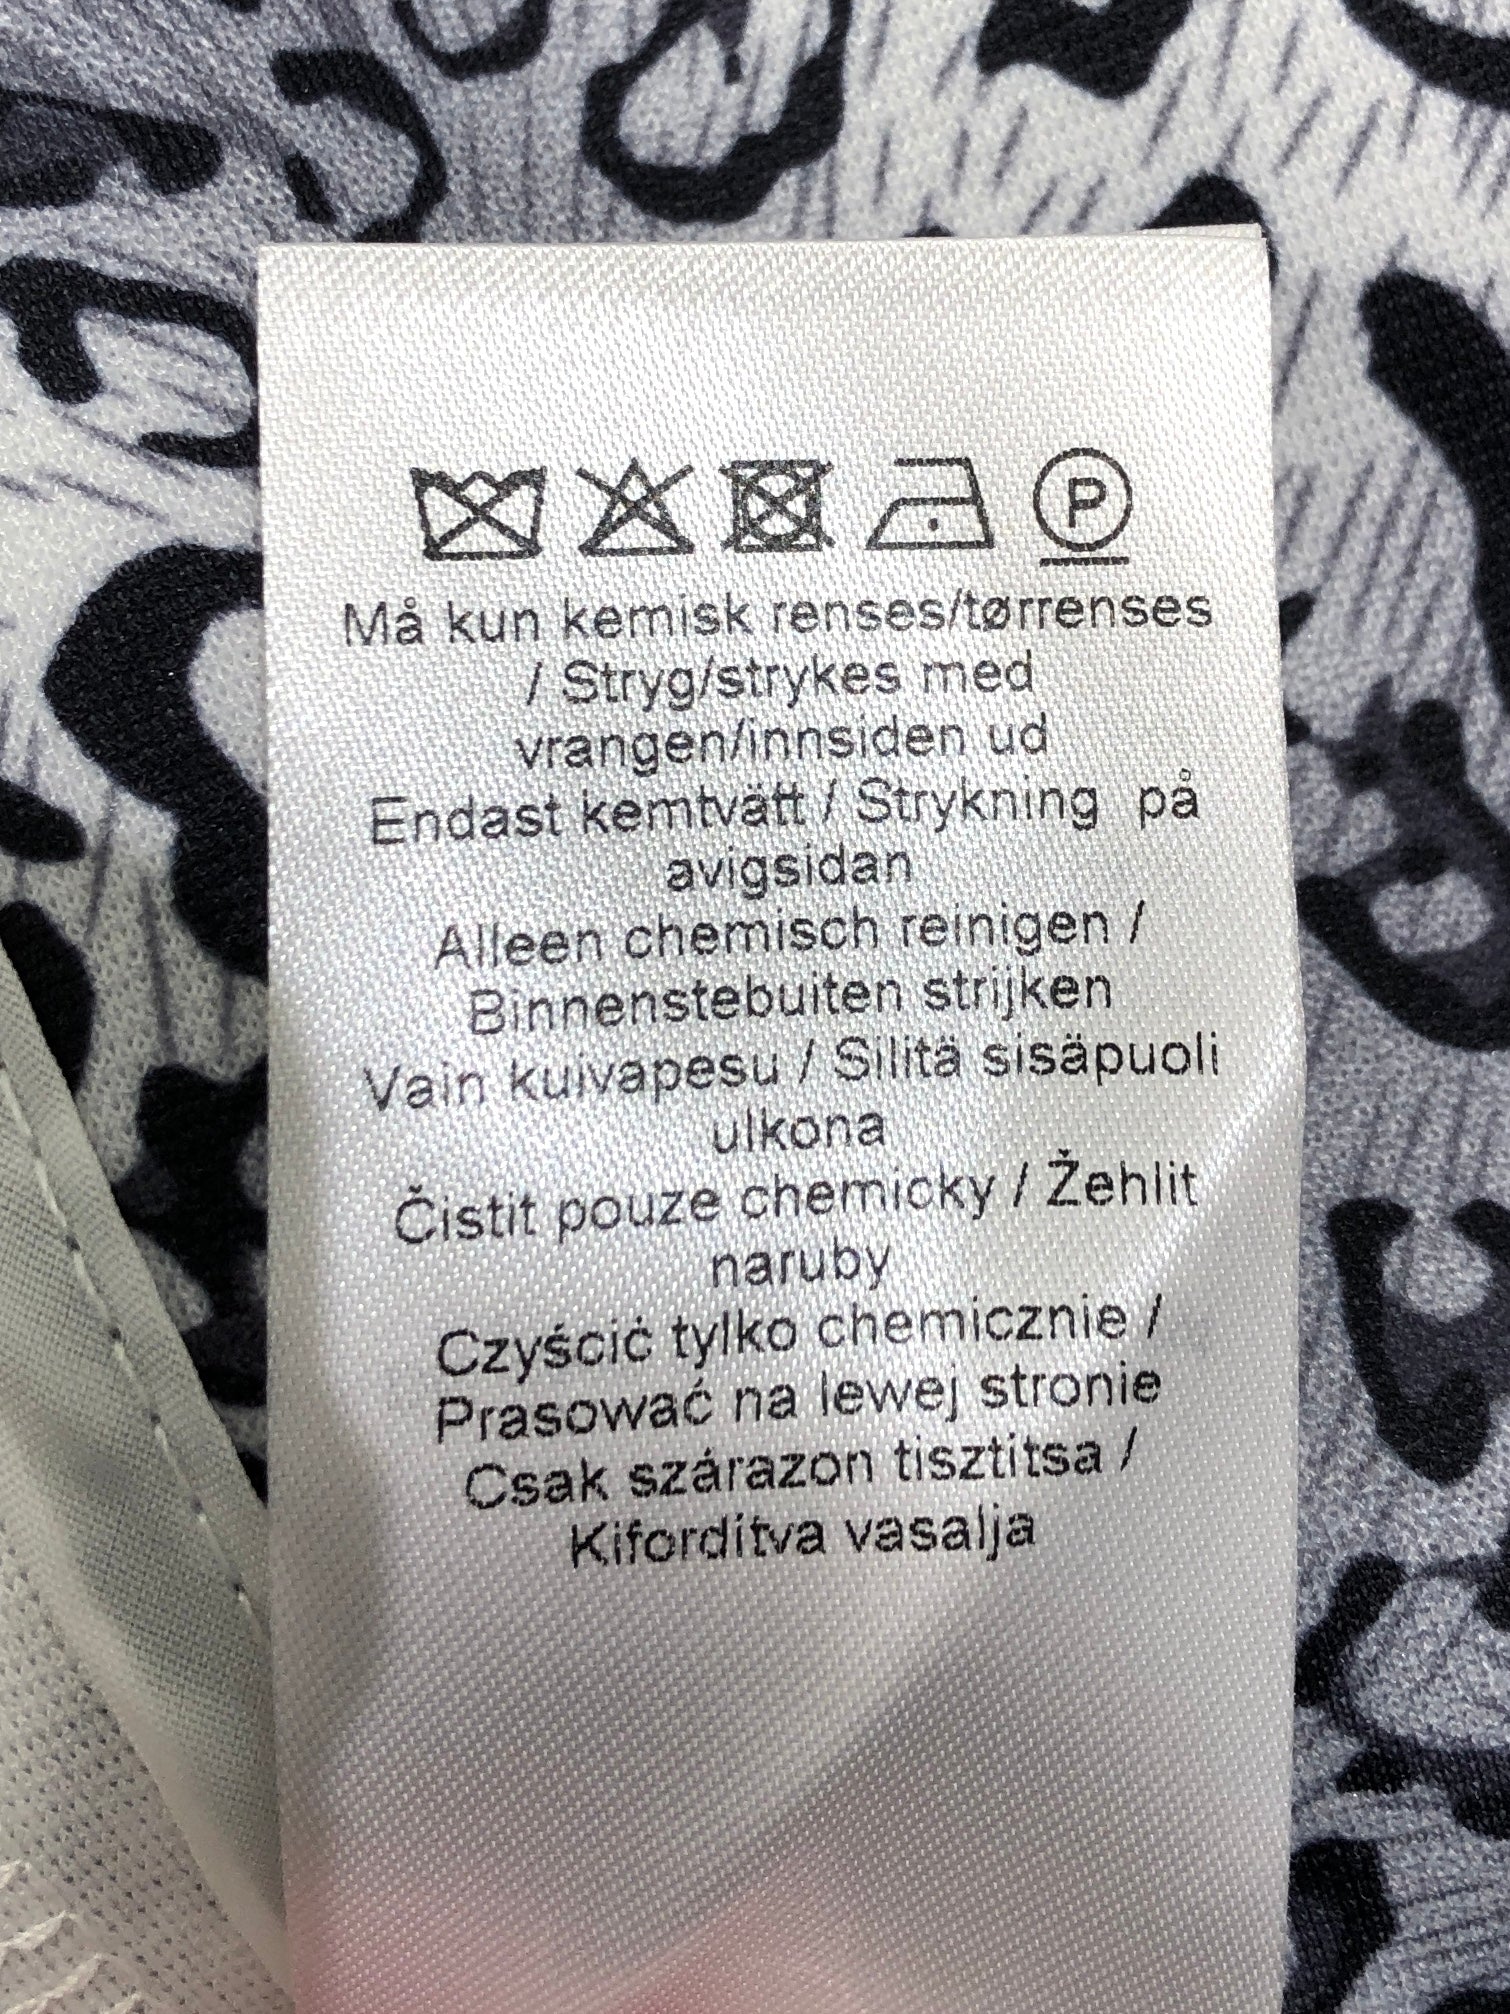 P
Må kun kemisk renses/tørrenses
/ Stryg/strykes med
vrangen/innsiden ud
Endast kemtvätt / Strykning på
avigsidan
Alleen chemisch reinigen /
Binnenstebuiten strijken
Vain kuivapesu / Silitä sisäpuoli
ulkona
Čistit pouze chemicky / Žehlit
naruby
Czyścić tylko chemicznie /
Prasować na lewej stronie
Csak szárazon tisztitsa /
Kifordítva vasalja